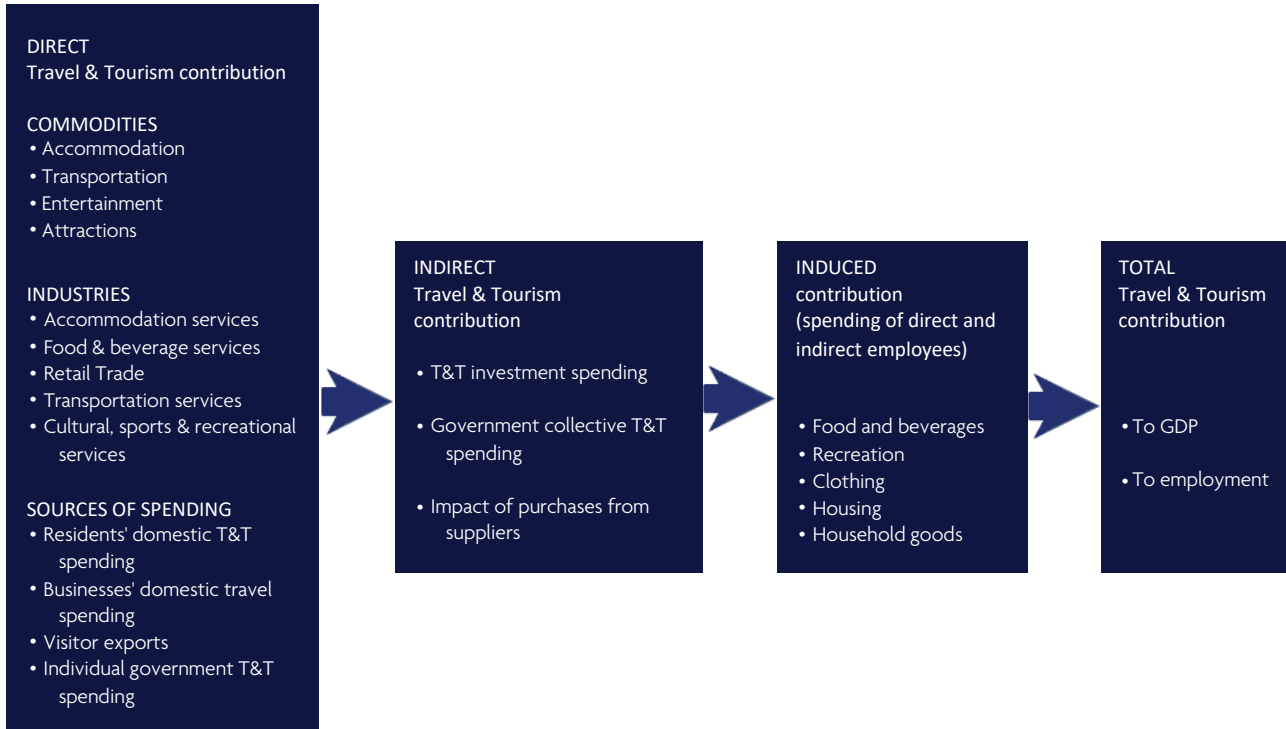 DIRECT
Travel & Tourism contribution
COMMODITIES
• Accommodation
• Transportation
• Entertainment
• Attractions
INDUSTRIES
• Accommodation services
• Food & beverage services
• Retail Trade
• Transportation services
• Cultural, sports & recreational
services
SOURCES OF SPENDING
• Residents' domestic T&T
spending
• Businesses' domestic travel
spending
• Visitor exports
• Individual government T&T
spending
INDIRECT
Travel & Tourism
contribution
• T&T investment spending
• Government collective T&T
spending
• Impact of purchases from
suppliers
INDUCED
contribution
(spending of direct and
indirect employees)
• Food and beverages
• Recreation
• Clothing
• Housing
• Household goods
TOTAL
Travel & Tourism
contribution
• To GDP
• To employment